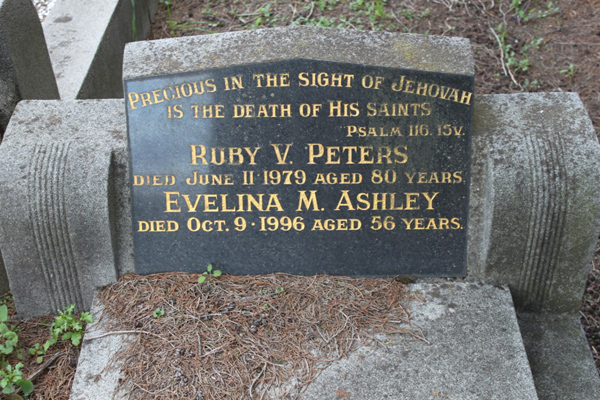 Precious in the sight of Jehovah
is the death of His saints
Psalm 116. 15v.
Ruby V. Peters
died June 11 1979 aged 80 years.
Evelina M. Ashley
died Oct. 9 · 1996 aged 56 years.